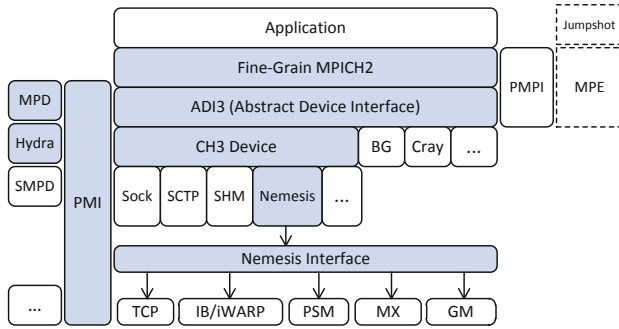 Application
Jumpshot
Fine-Grain MPICH2
PMPI
MPE
MPD
ADI3 (Abstract Device Interface)
Hydra
CH3 Device
BG
Cray
...
SMPD
PMI
Sock
SCTP
SHM
Nemesis
...
Nemesis Interface
...
TCP
IB/iWARP
PSM
MX
GM